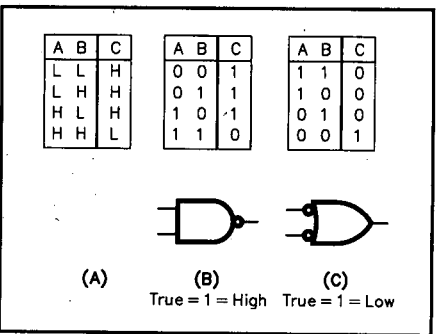 A B C
L L H
L H H
H L H
H H L
A B C
0 0 1
0 1 1
1 0 1
1 1 0
A B C
1 1 0
1 0 0
0 1 0
0 0 1
(A)
(B)
True = 1 = High
(C)
True = 1 = Low